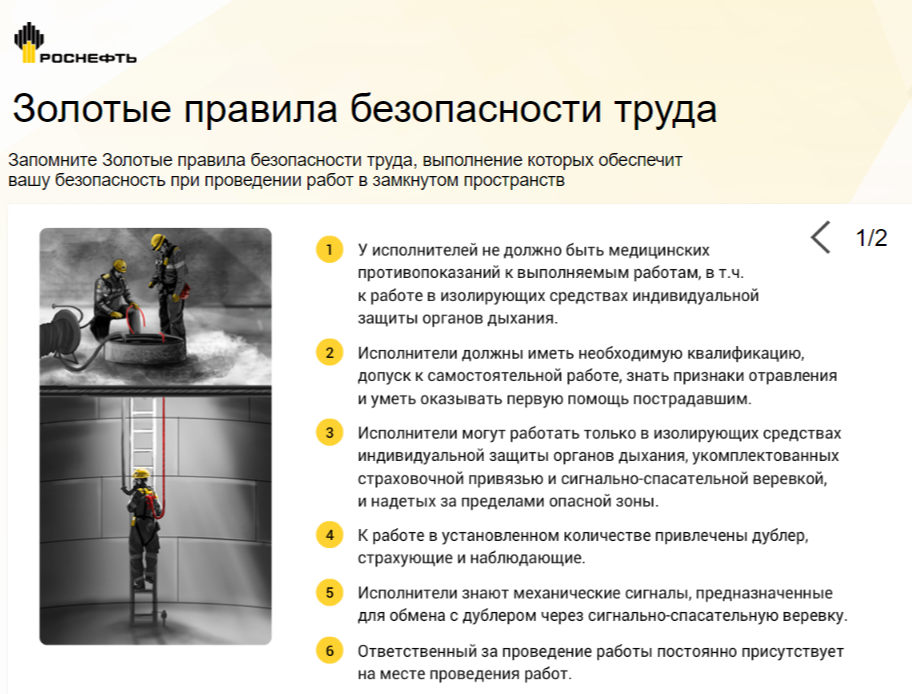 РОСНЕФТЬ
Золотые правила безопасности труда
Запомните Золотые правила безопасности труда, выполнение которых обеспечит
вашу безопасность при проведении работ в замкнутом пространств
1/2
1 У исполнителей не должно быть медицинских
противопоказаний к выполняемым работам, в т.ч.
к работе в изолирующих средствах индивидуальной
защиты органов дыхания.
2 Исполнители должны иметь необходимую квалификацию,
допуск к самостоятельной работе, знать признаки отравления
и уметь оказывать первую помощь пострадавшим.
3 Исполнители могут работать только в изолирующих средствах
индивидуальной защиты органов дыхания, укомплектованных
страховочной привязью и сигнально-спасательной веревкой,
и надетых за пределами опасной зоны.
4 К работе в установленном количестве привлечены дублер,
страхующие и наблюдающие.
5 Исполнители знают механические сигналы, предназначенные
для обмена с дублером через сигнально-спасательную веревку.
6 Ответственный за проведение работы постоянно присутствует
на месте проведения работ.